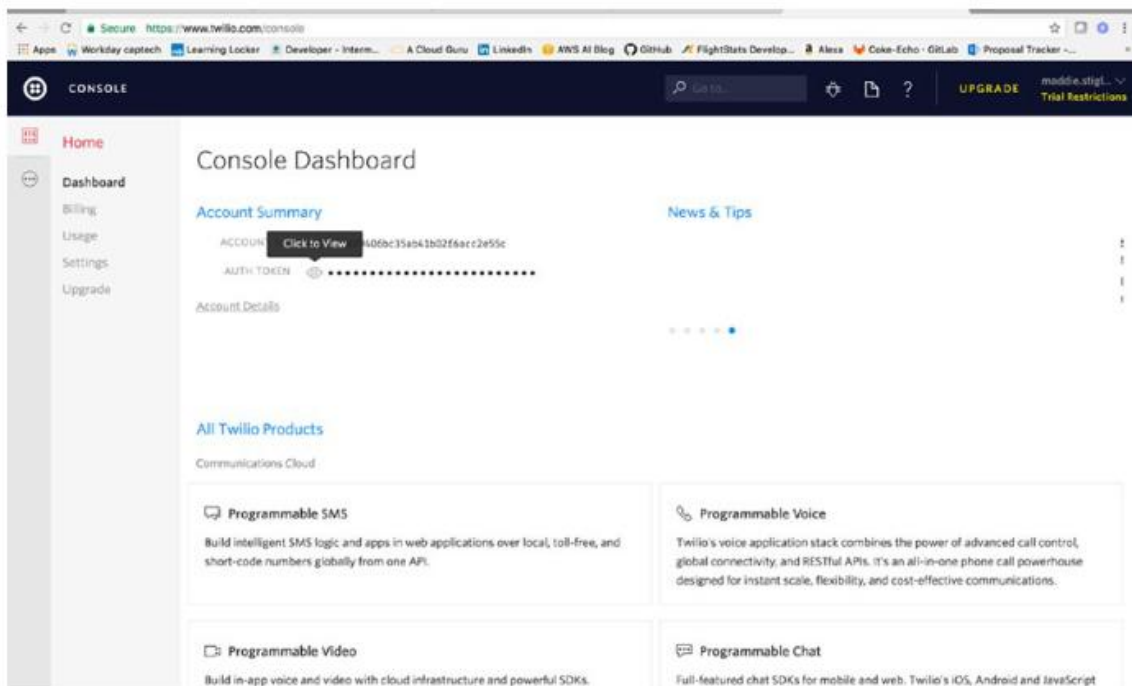 Secure https://www.twilio.com/console
Apps Workday captech Learning Locker Developer - Interm... A Cloud Guru LinkedIn AWS AI Blog GitHub FlightStats Develop... Alexa Coke-Echo · GitLab Proposal Tracker -...
CONSOLE Go to... ? UPGRADE maddie.stigl...
Trial Restrictions
Home
Dashboard
Billing
Usage
Settings
Upgrade
Console Dashboard
Account Summary
ACCOUNT
Click to View
AUTH TOKEN
Account Details
News & Tips
All Twilio Products
Communications Cloud
Programmable SMS
Build intelligent SMS logic and apps in web applications over local, toll-free, and
short-code numbers globally from one API.
Programmable Voice
Twilio's voice application stack combines the power of advanced call control,
global connectivity, and RESTful APIs. It's an all-in-one phone call powerhouse
designed for instant scale, flexibility, and cost-effective communications.
Programmable Video
Build in-app voice and video with cloud infrastructure and powerful SDKs.
Programmable Chat
Full-featured chat SDKs for mobile and web. Twilio's iOS, Android and JavaScript